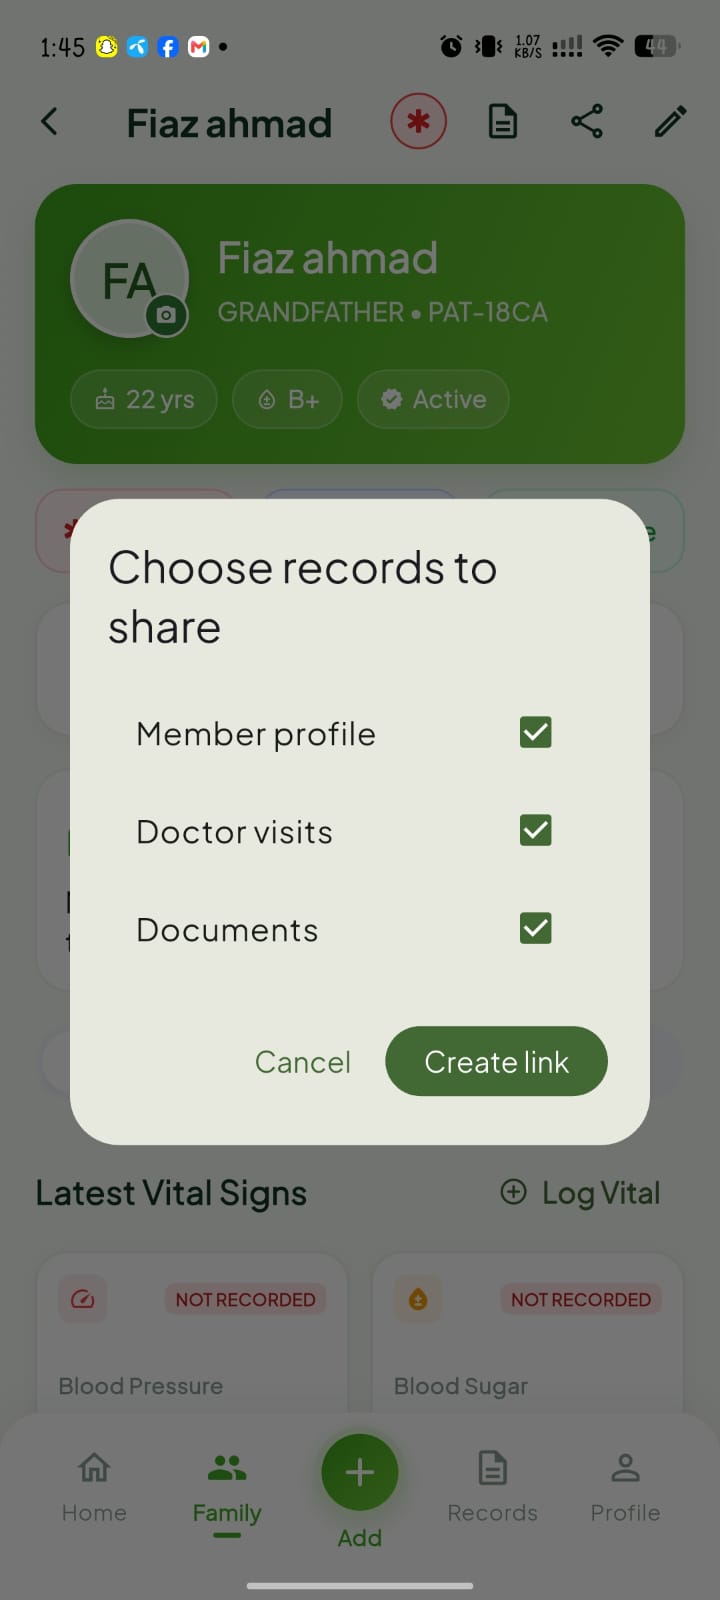 1:45
1.07
KB/S
44
Fiaz ahmad
FA
Fiaz ahmad
GRANDFATHER • PAT-18CA
22 yrs
B+
Active
Choose records to
share
Member profile
Doctor visits
Documents
Cancel
Create link
Latest Vital Signs
Log Vital
NOT RECORDED
NOT RECORDED
Blood Pressure
Blood Sugar
Home
Family
Add
Records
Profile